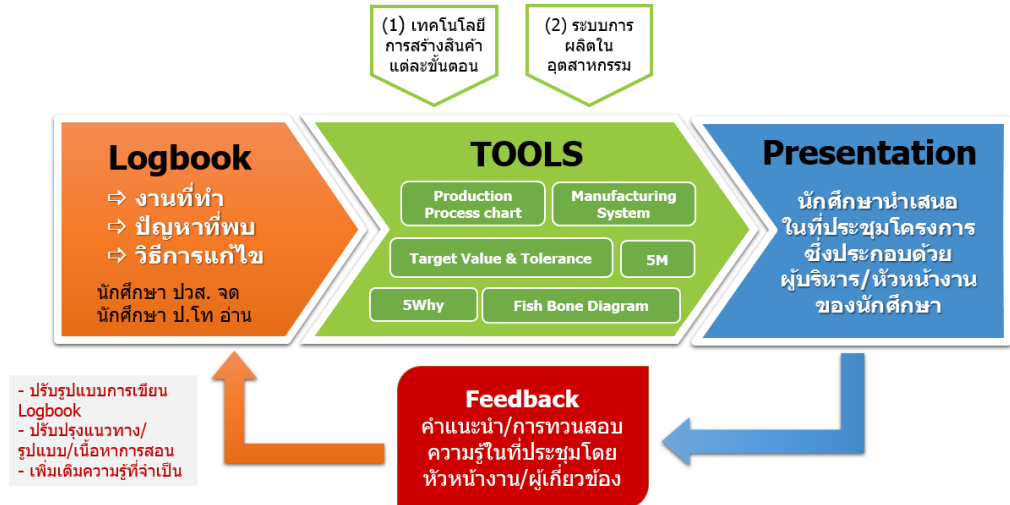 (1) เทคโนโลยี
การสร้างสินค้า
แต่ละขั้นตอน
(2) ระบบการ
ผลิตใน
อุตสาหกรรม
Logbook
⇨ งานที่ทำ
⇨ ปัญหาที่พบ
⇨ วิธีการแก้ไข
นักศึกษา ปวส. จด
นักศึกษา ป.โท อ่าน
TOOLS
Production
Process chart
Manufacturing
System
Target Value & Tolerance
5M
5Why
Fish Bone Diagram
Presentation
นักศึกษานำเสนอ
ในที่ประชุมโครงการ
ซึ่งประกอบด้วย
ผู้บริหาร/หัวหน้างาน
ของนักศึกษา
Feedback
คำแนะนำ/การทวนสอบ
ความรู้ในที่ประชุมโดย
หัวหน้างาน/ผู้เกี่ยวข้อง
- ปรับรูปแบบการเขียน
Logbook
- ปรับปรุงแนวทาง/
รูปแบบ/เนื้อหาการสอน
- เพิ่มเติมความรู้ที่จำเป็น